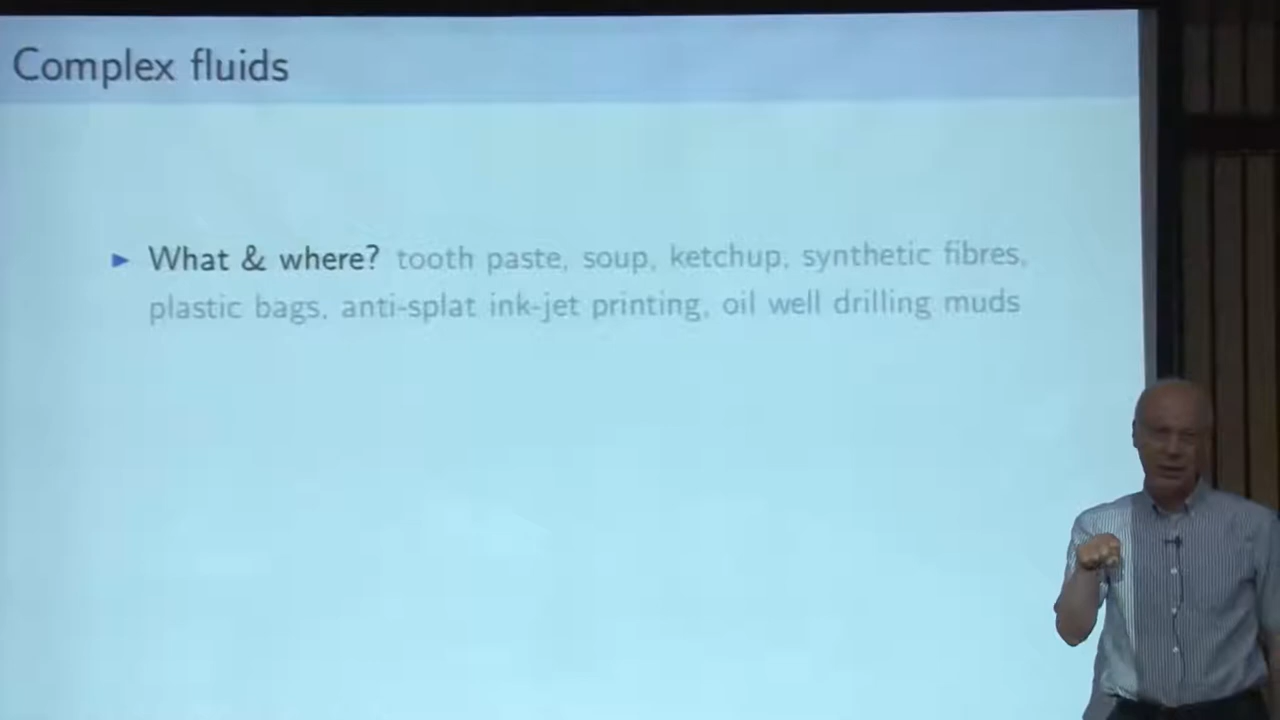 Complex fluids
▶ What & where? tooth paste, soup, ketchup, synthetic fibres,
plastic bags, anti-splat ink-jet printing, oil well drilling muds